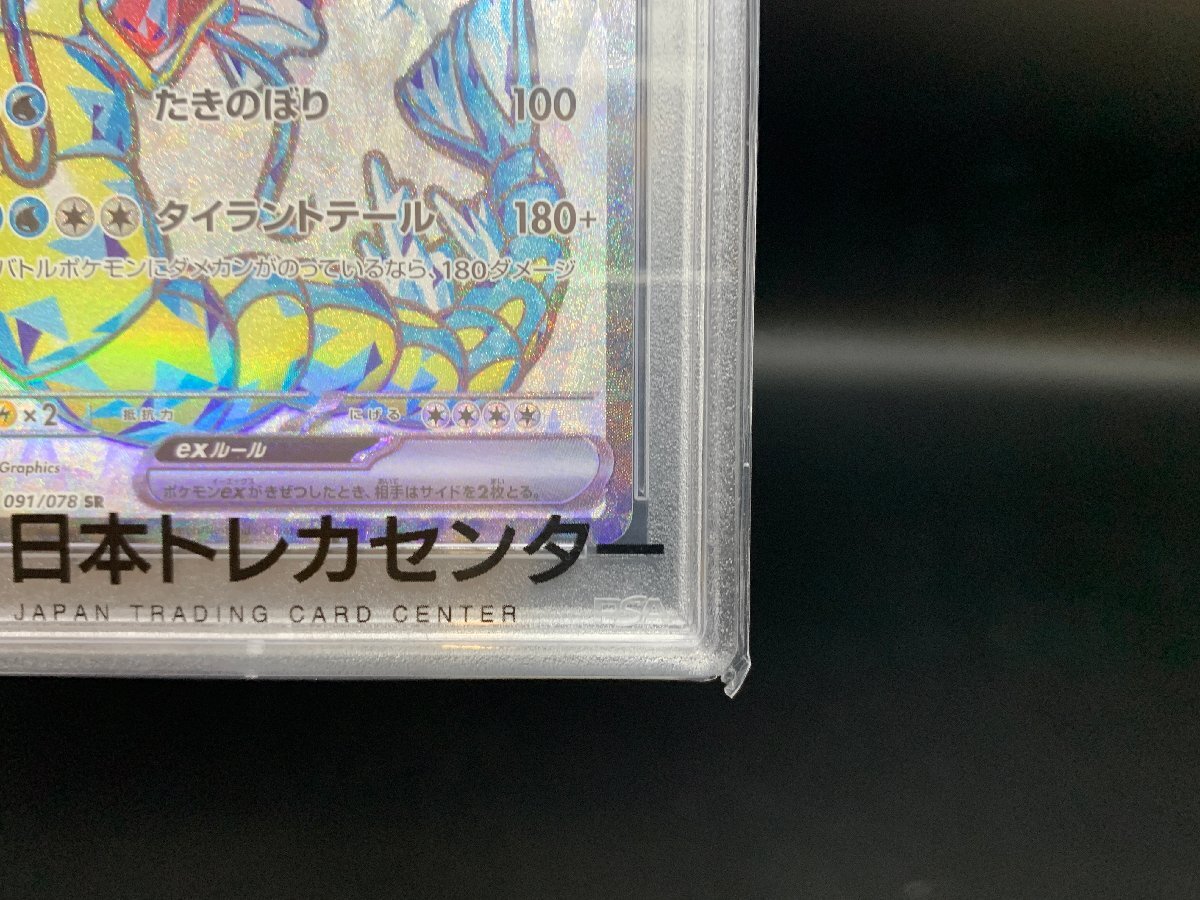 たきのぼり 100
タイラントテール 180+
バトルポケモンにダメカンがのっているなら、180ダメージ
×2 抵抗力 にげる
exルール
Graphics
ポケモンexがきぜつしたとき、相手はサイドを2枚とる。
091/078 SR
日本トレカセンター
JAPAN TRADING CARD CENTER
PSA